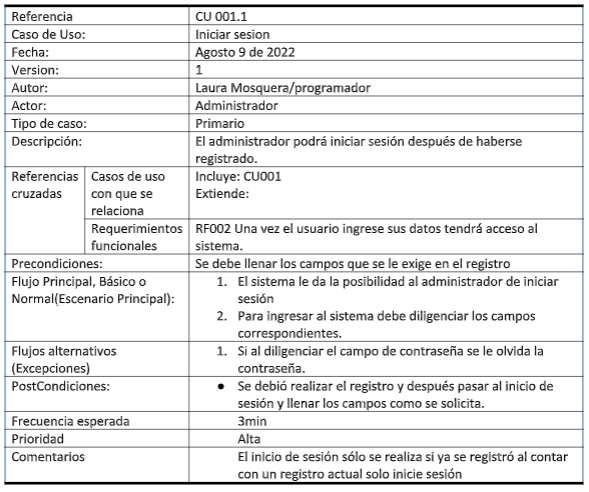 Referencia CU 001.1
Caso de Uso: Iniciar sesion
Fecha: Agosto 9 de 2022
Version: 1
Autor: Laura Mosquera/programador
Actor: Administrador
Tipo de caso: Primario
Descripción: El administrador podrá iniciar sesión después de haberse
registrado.
Referencias
cruzadas
Casos de uso
con que se
relaciona
Incluye: CU001
Extiende:
Requerimientos
funcionales
RF002 Una vez el usuario ingrese sus datos tendrá acceso al
sistema.
Precondiciones: Se debe llenar los campos que se le exige en el registro
Flujo Principal, Básico o
Normal(Escenario Principal):
1. El sistema le da la posibilidad al administrador de iniciar
sesión
2. Para ingresar al sistema debe diligenciar los campos
correspondientes.
Flujos alternativos
(Excepciones)
1. Si al diligenciar el campo de contraseña se le olvida la
contraseña.
PostCondiciones:
● Se debió realizar el registro y después pasar al inicio de
sesión y llenar los campos como se solicita.
Frecuencia esperada 3min
Prioridad Alta
Comentarios El inicio de sesión sólo se realiza si ya se registró al contar
con un registro actual solo inicie sesión